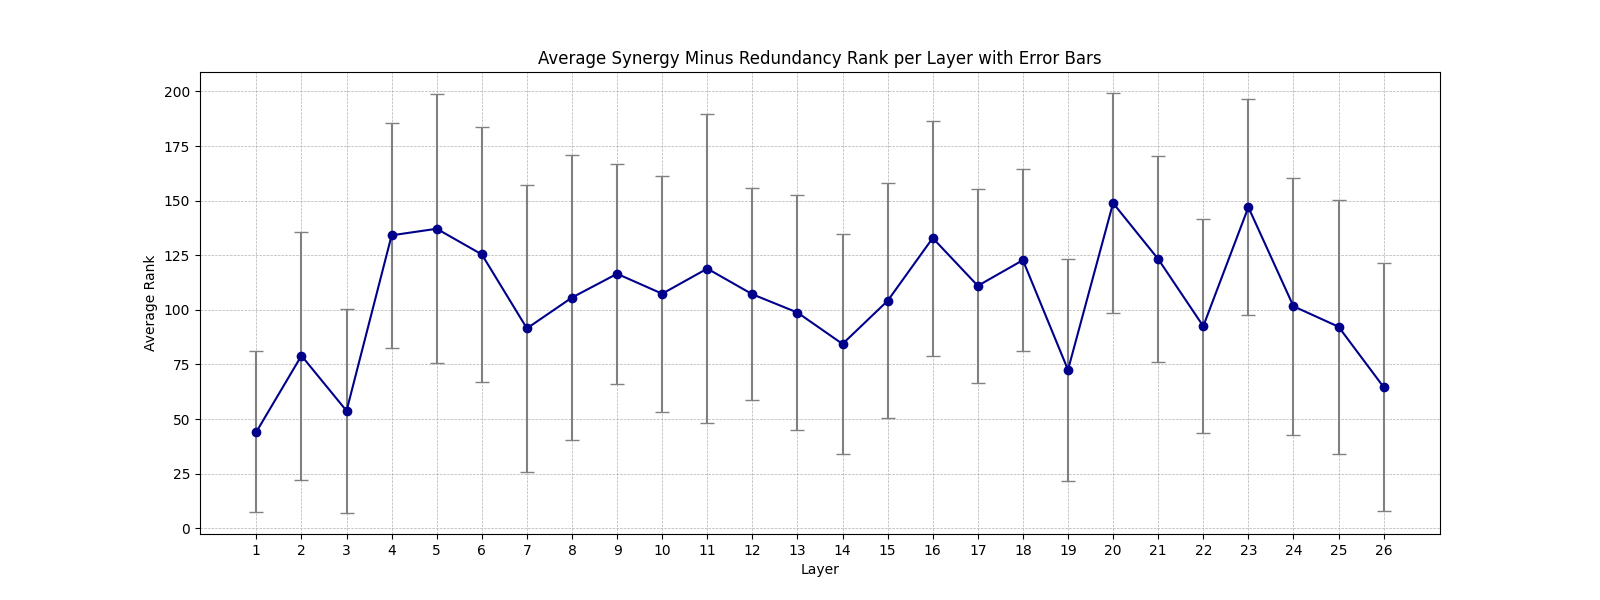 Average Synergy Minus Redundancy Rank per Layer with Error Bars
200
175
150
125
100
75
50
25
0
Average Rank
1 2 3 4 5 6 7 8 9 10 11 12 13 14 15 16 17 18 19 20 21 22 23 24 25 26
Layer